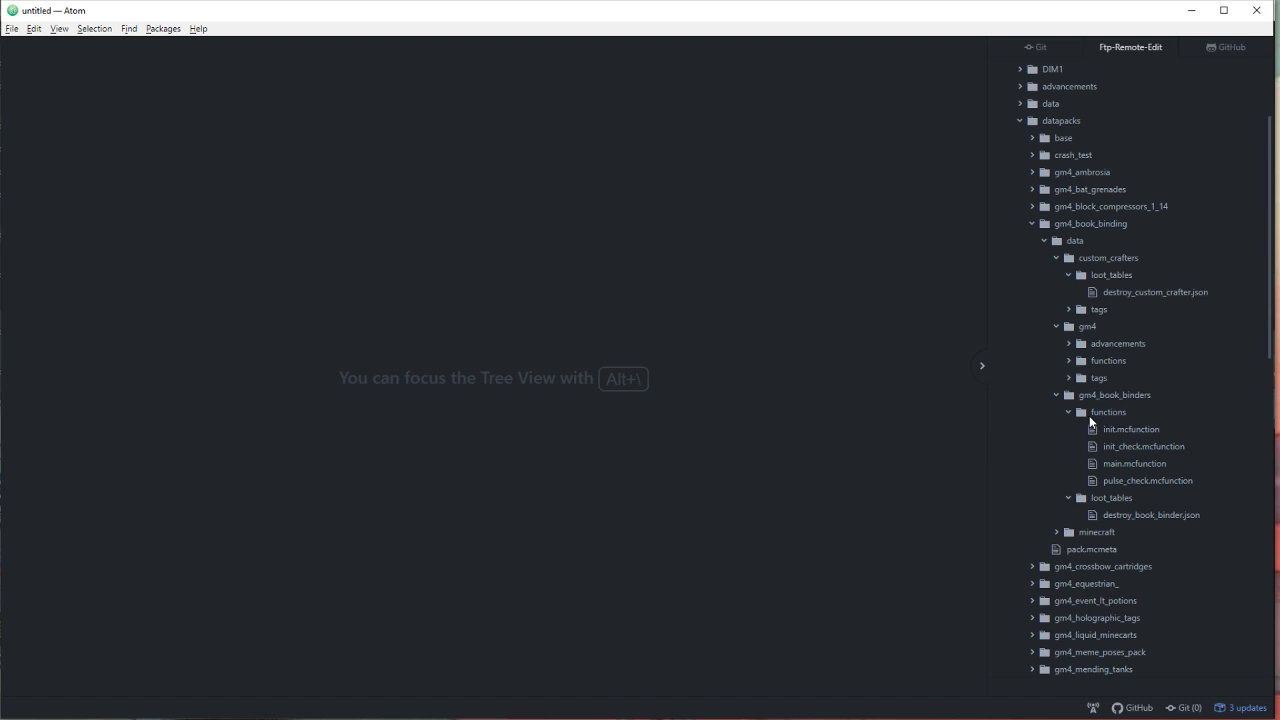 untitled — Atom
File Edit View Selection Find Packages Help
Git Ftp-Remote-Edit GitHub
DIM1
advancements
data
datapacks
base
crash_test
gm4_ambrosia
gm4_bat_grenades
gm4_block_compressors_1_14
gm4_book_binding
data
custom_crafters
loot_tables
destroy_custom_crafter.json
tags
gm4
advancements
functions
tags
gm4_book_binders
functions
init.mcfunction
init_check.mcfunction
main.mcfunction
pulse_check.mcfunction
loot_tables
destroy_book_binder.json
minecraft
pack.mcmeta
gm4_crossbow_cartridges
gm4_equestrian_
gm4_event_lt_potions
gm4_holographic_tags
gm4_liquid_minecarts
gm4_meme_poses_pack
gm4_mending_tanks
You can focus the Tree View with Alt+\
GitHub Git (0) 3 updates